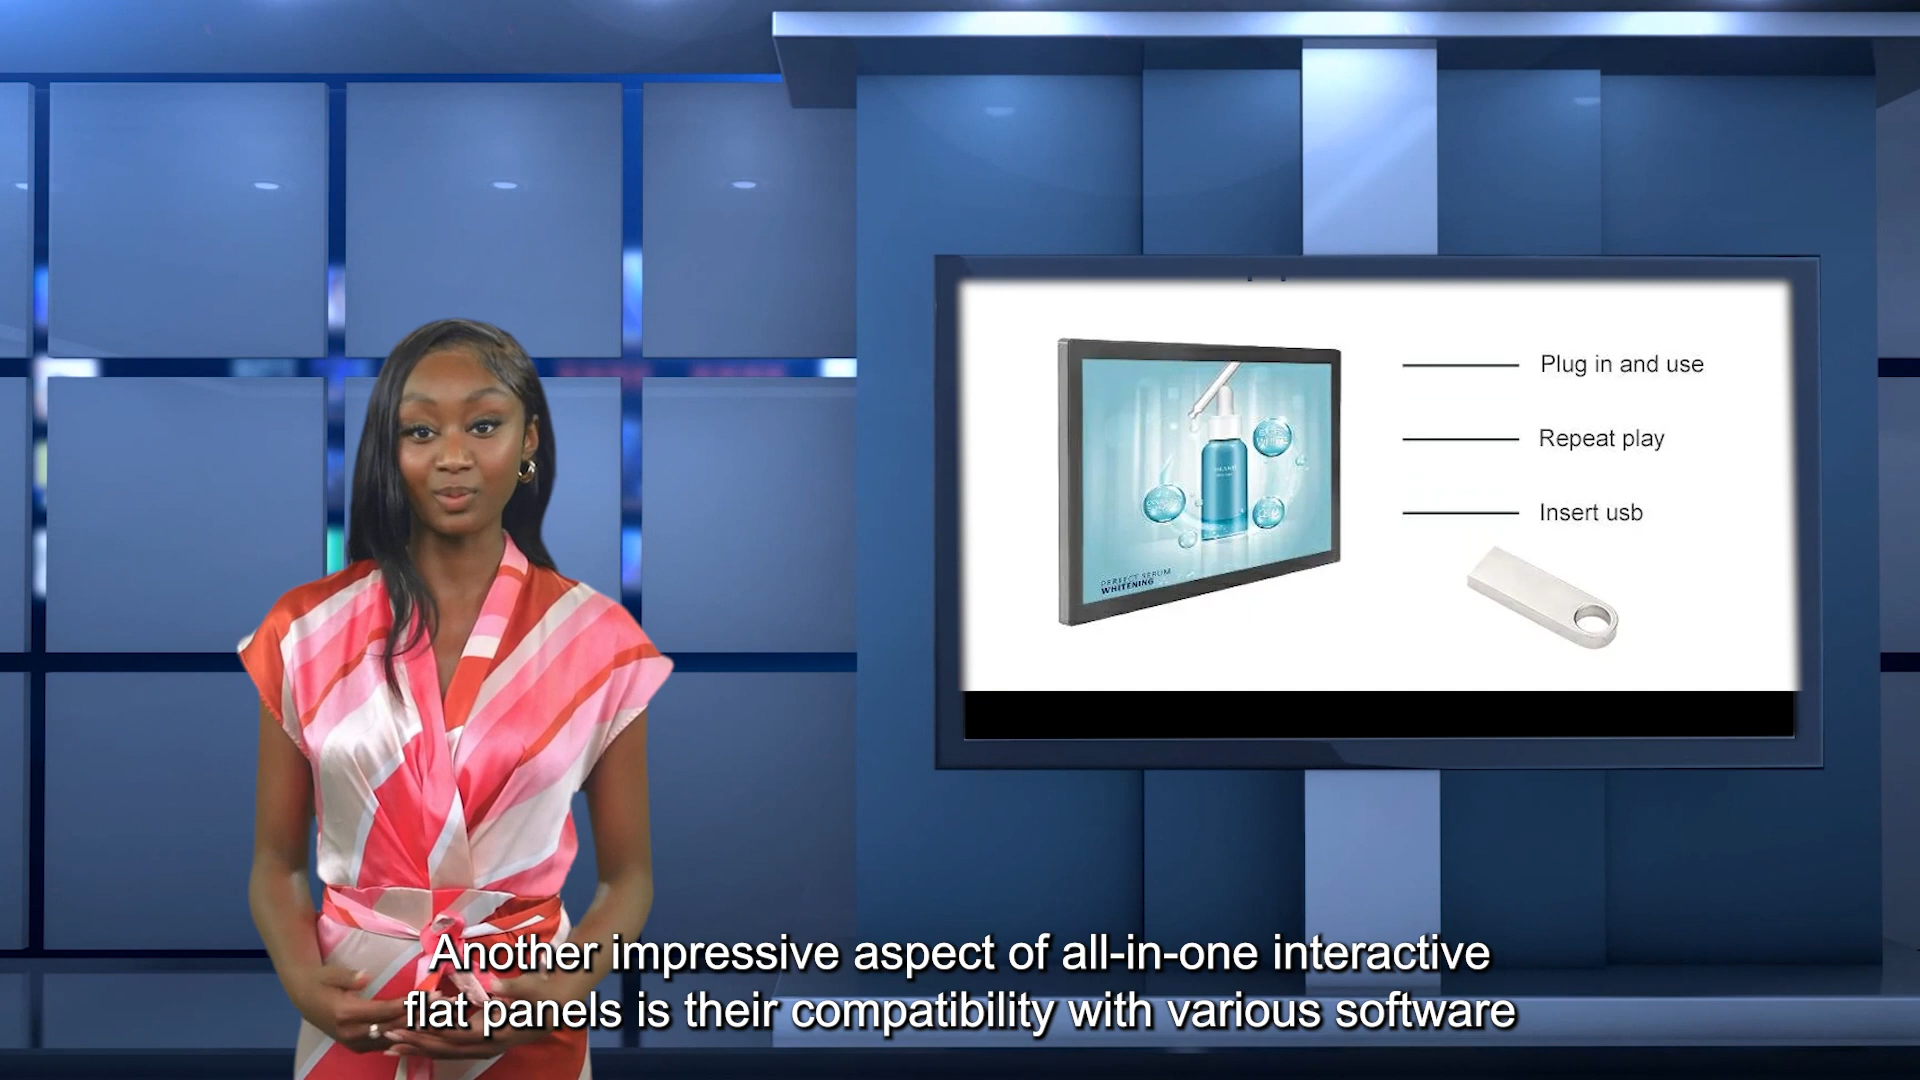 Plug in and use
Repeat play
Insert usb
PERFECT SERUM
WHITENING
Another impressive aspect of all-in-one interactive
flat panels is their compatibility with various software